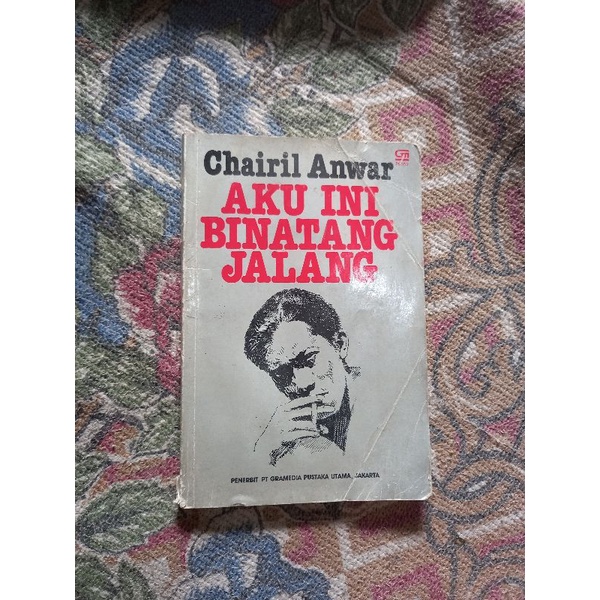 Chairil Anwar
AKU INI
BINATANG
JALANG
PENERBIT PT GRAMEDIA PUSTAKA UTAMA, JAKARTA